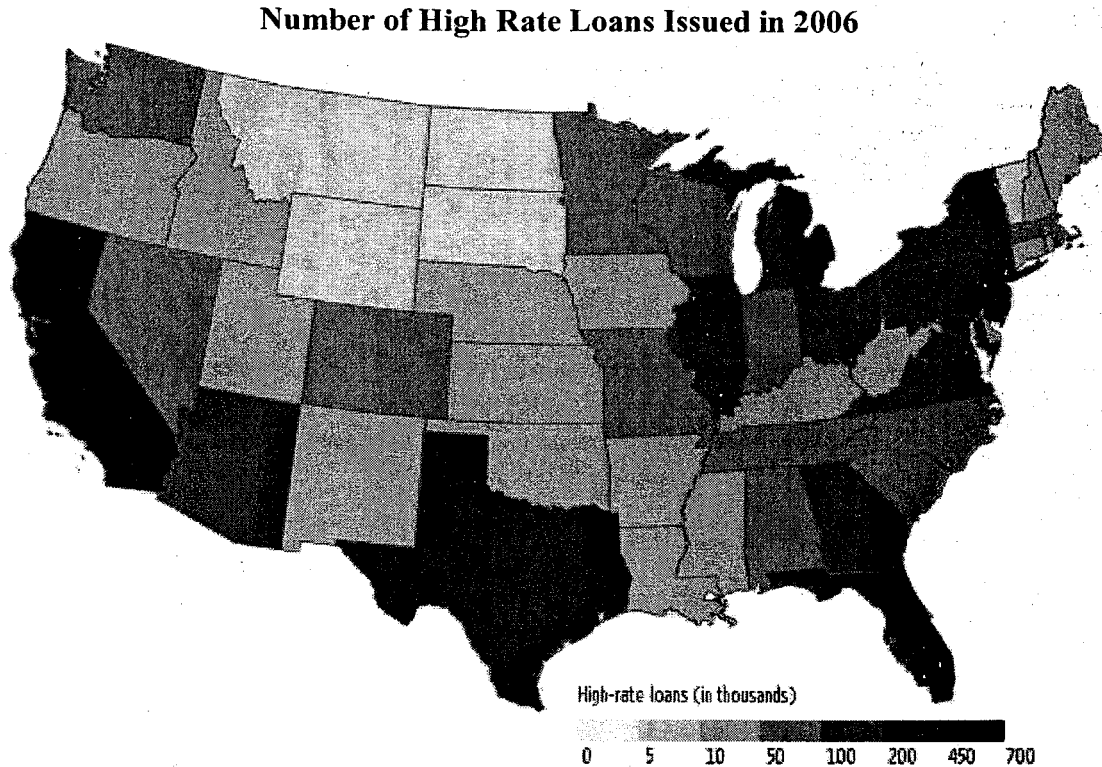 Number of High Rate Loans Issued in 2006
High-rate loans (in thousands)
0 5 10 50 100 200 450 700